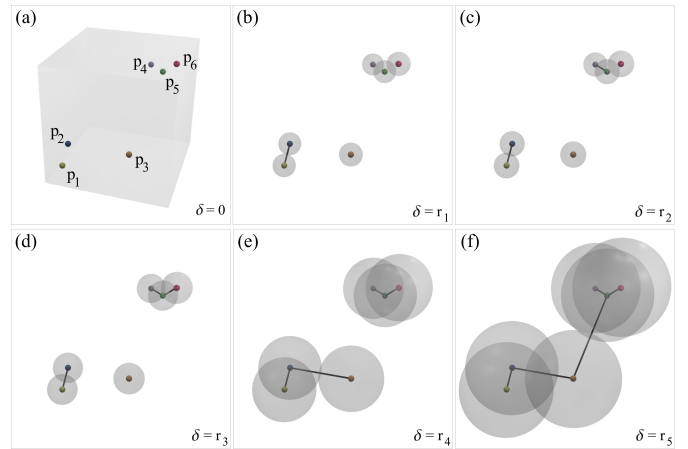 (a)
p₄
p₆
p₅
p₂
p₃
p₁
δ = 0
(b)
δ = r₁
(c)
δ = r₂
(d)
δ = r₃
(e)
δ = r₄
(f)
δ = r₅